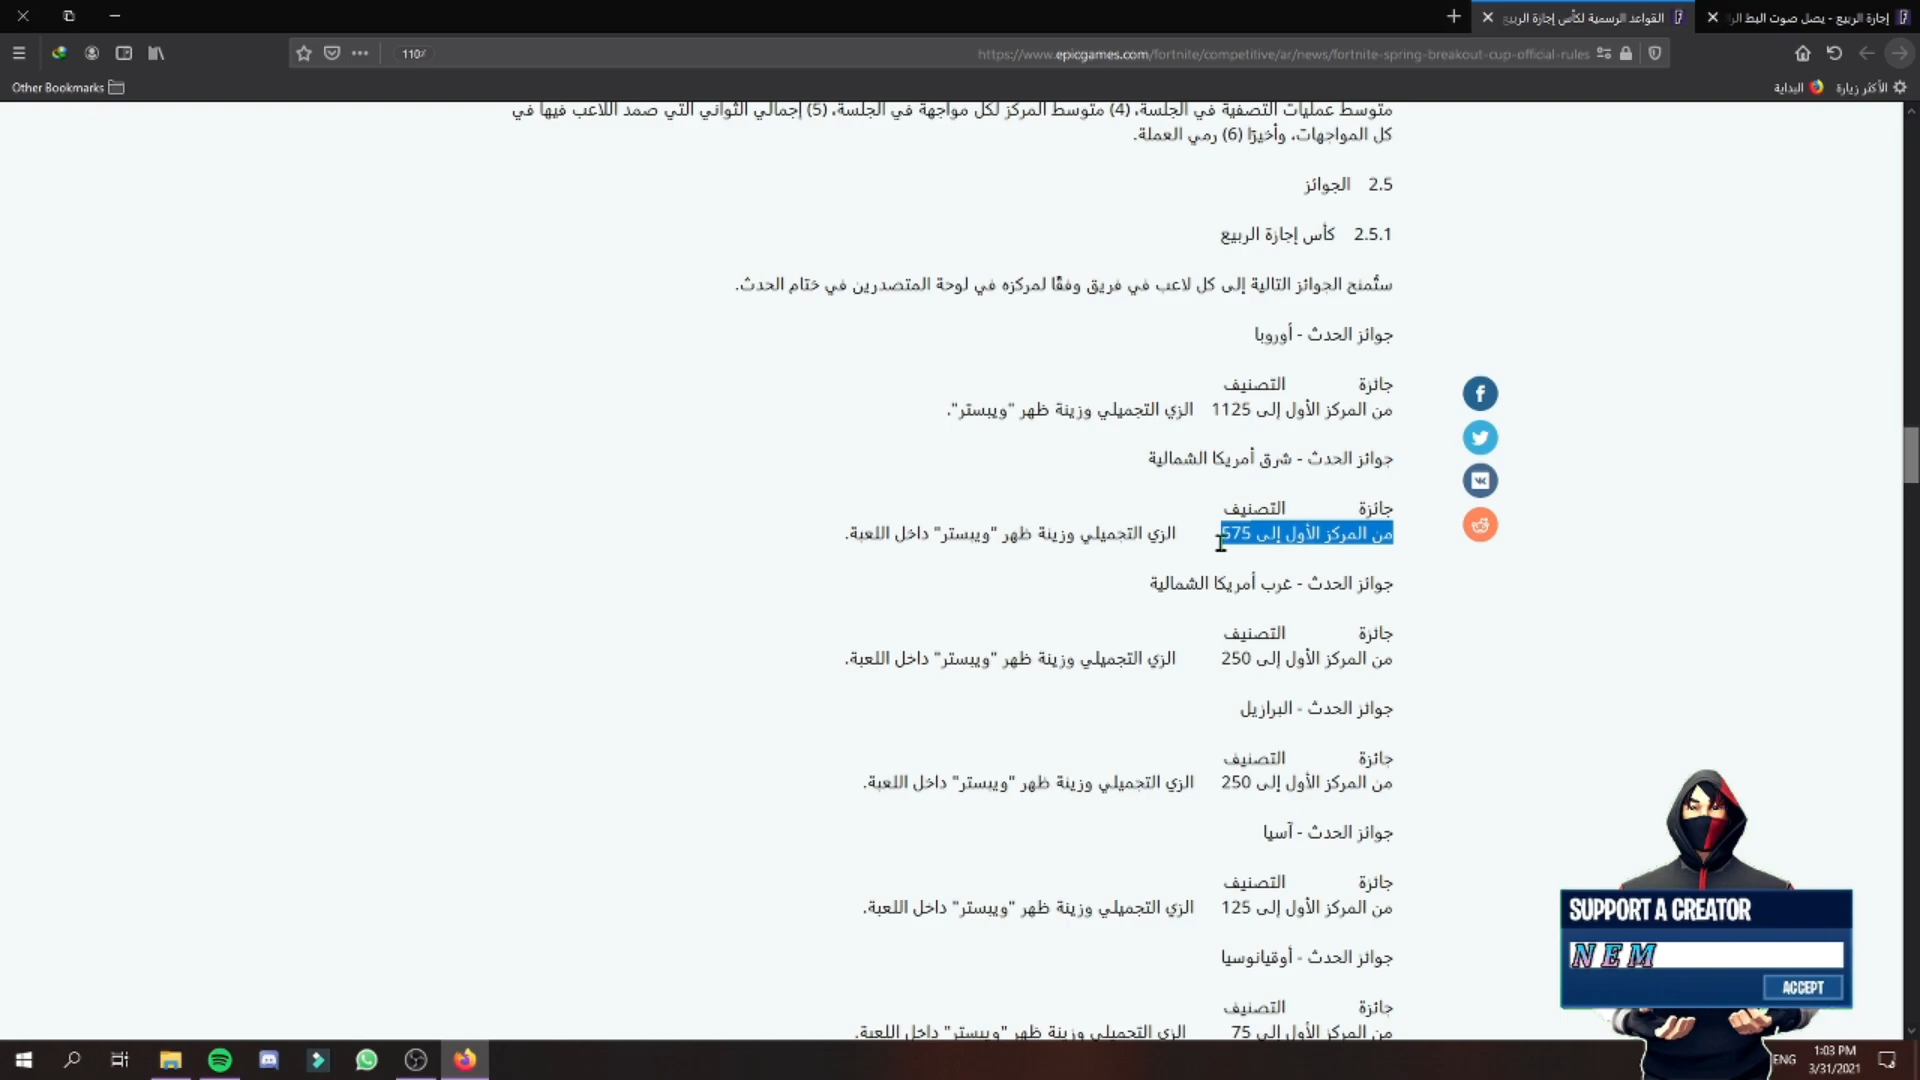 إجازة الربيع - يصل صوت البط الرا
القواعد الرسمية لكأس إجازة الربيع
https://www.epicgames.com/fortnite/competitive/ar/news/fortnite-spring-breakout-cup-official-rules
110٪
الأكثر زيارة
البداية
Other Bookmarks
متوسط عمليات التصفية في الجلسة، (4) متوسط المركز لكل مواجهة في الجلسة، (5) إجمالي الثواني التي صمد اللاعب فيها في
كل المواجهات، وأخيرًا (6) رمي العملة.
2.5 الجوائز
2.5.1 كأس إجازة الربيع
ستُمنح الجوائز التالية إلى كل لاعب في فريق وفقًا لمركزه في لوحة المتصدرين في ختام الحدث.
جوائز الحدث - أوروبا
جائزة التصنيف
من المركز الأول إلى 1125 الزي التجميلي وزينة ظهر "ويبستر".
جوائز الحدث - شرق أمريكا الشمالية
جائزة التصنيف
من المركز الأول إلى 575 الزي التجميلي وزينة ظهر "ويبستر" داخل اللعبة.
جوائز الحدث - غرب أمريكا الشمالية
جائزة التصنيف
من المركز الأول إلى 250 الزي التجميلي وزينة ظهر "ويبستر" داخل اللعبة.
جوائز الحدث - البرازيل
جائزة التصنيف
من المركز الأول إلى 250 الزي التجميلي وزينة ظهر "ويبستر" داخل اللعبة.
جوائز الحدث - آسيا
جائزة التصنيف
من المركز الأول إلى 125 الزي التجميلي وزينة ظهر "ويبستر" داخل اللعبة.
جوائز الحدث - أوقيانوسيا
جائزة التصنيف
من المركز الأول إلى 75 الزي التجميلي وزينة ظهر "ويبستر" داخل اللعبة.
SUPPORT A CREATOR
NEM
ACCEPT
ENG
1:03 PM
3/31/2021